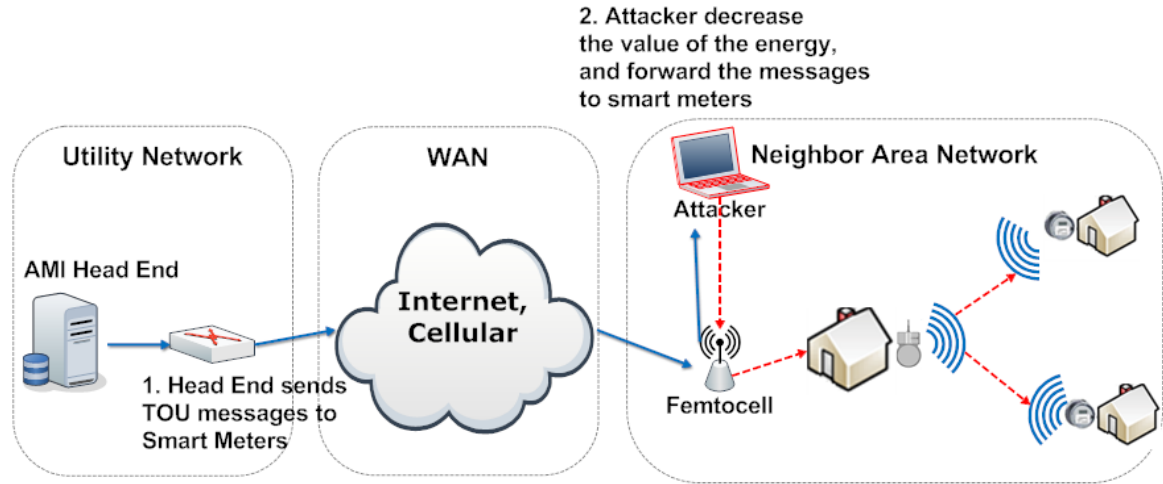 2. Attacker decrease
the value of the energy,
and forward the messages
to smart meters
Utility Network
WAN
Neighbor Area Network
Attacker
AMI Head End
Internet,
Cellular
1. Head End sends
TOU messages to
Smart Meters
Femtocell